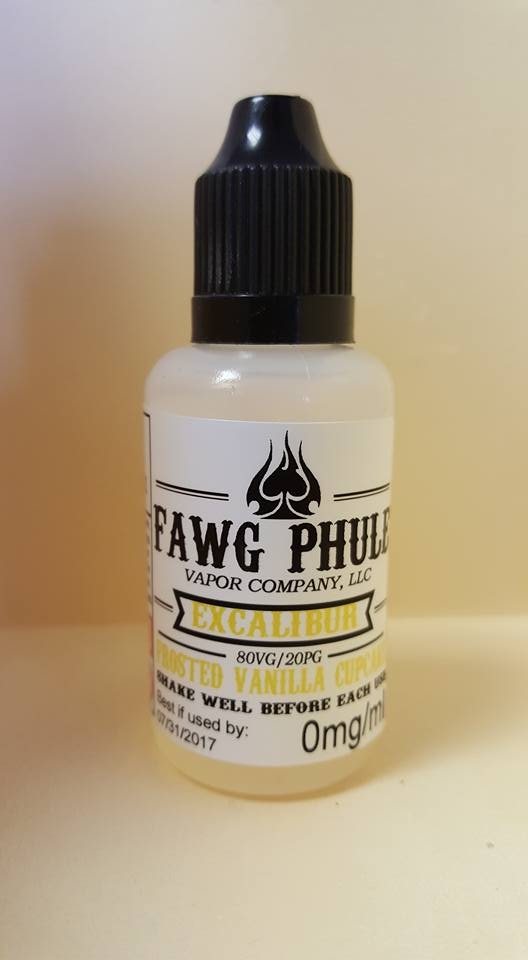 FAWG PHULE
VAPOR COMPANY, LLC
EXCALIBUR
80VG/20PG
FROSTED VANILLA CUPCAKE
SHAKE WELL BEFORE EACH USE
Best if used by:
07/31/2017
0mg/ml